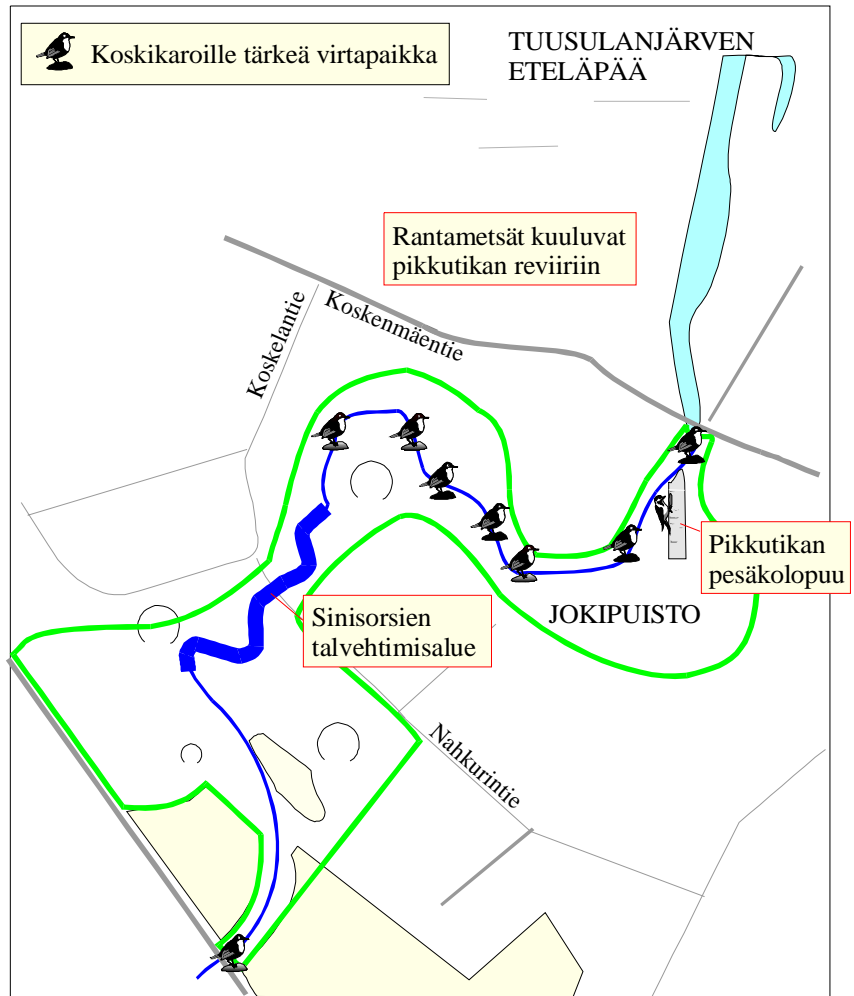 Koskikaroille tärkeä virtapaikka
TUUSULANJÄRVEN
ETELÄPÄÄ
Rantametsät kuuluvat
pikkutikan reviiriin
Koskelantie
Koskenmäentie
Pikkutikan
pesäkolopuu
JOKIPUISTO
Sinisorsien
talvehtimisalue
Nahkurintie